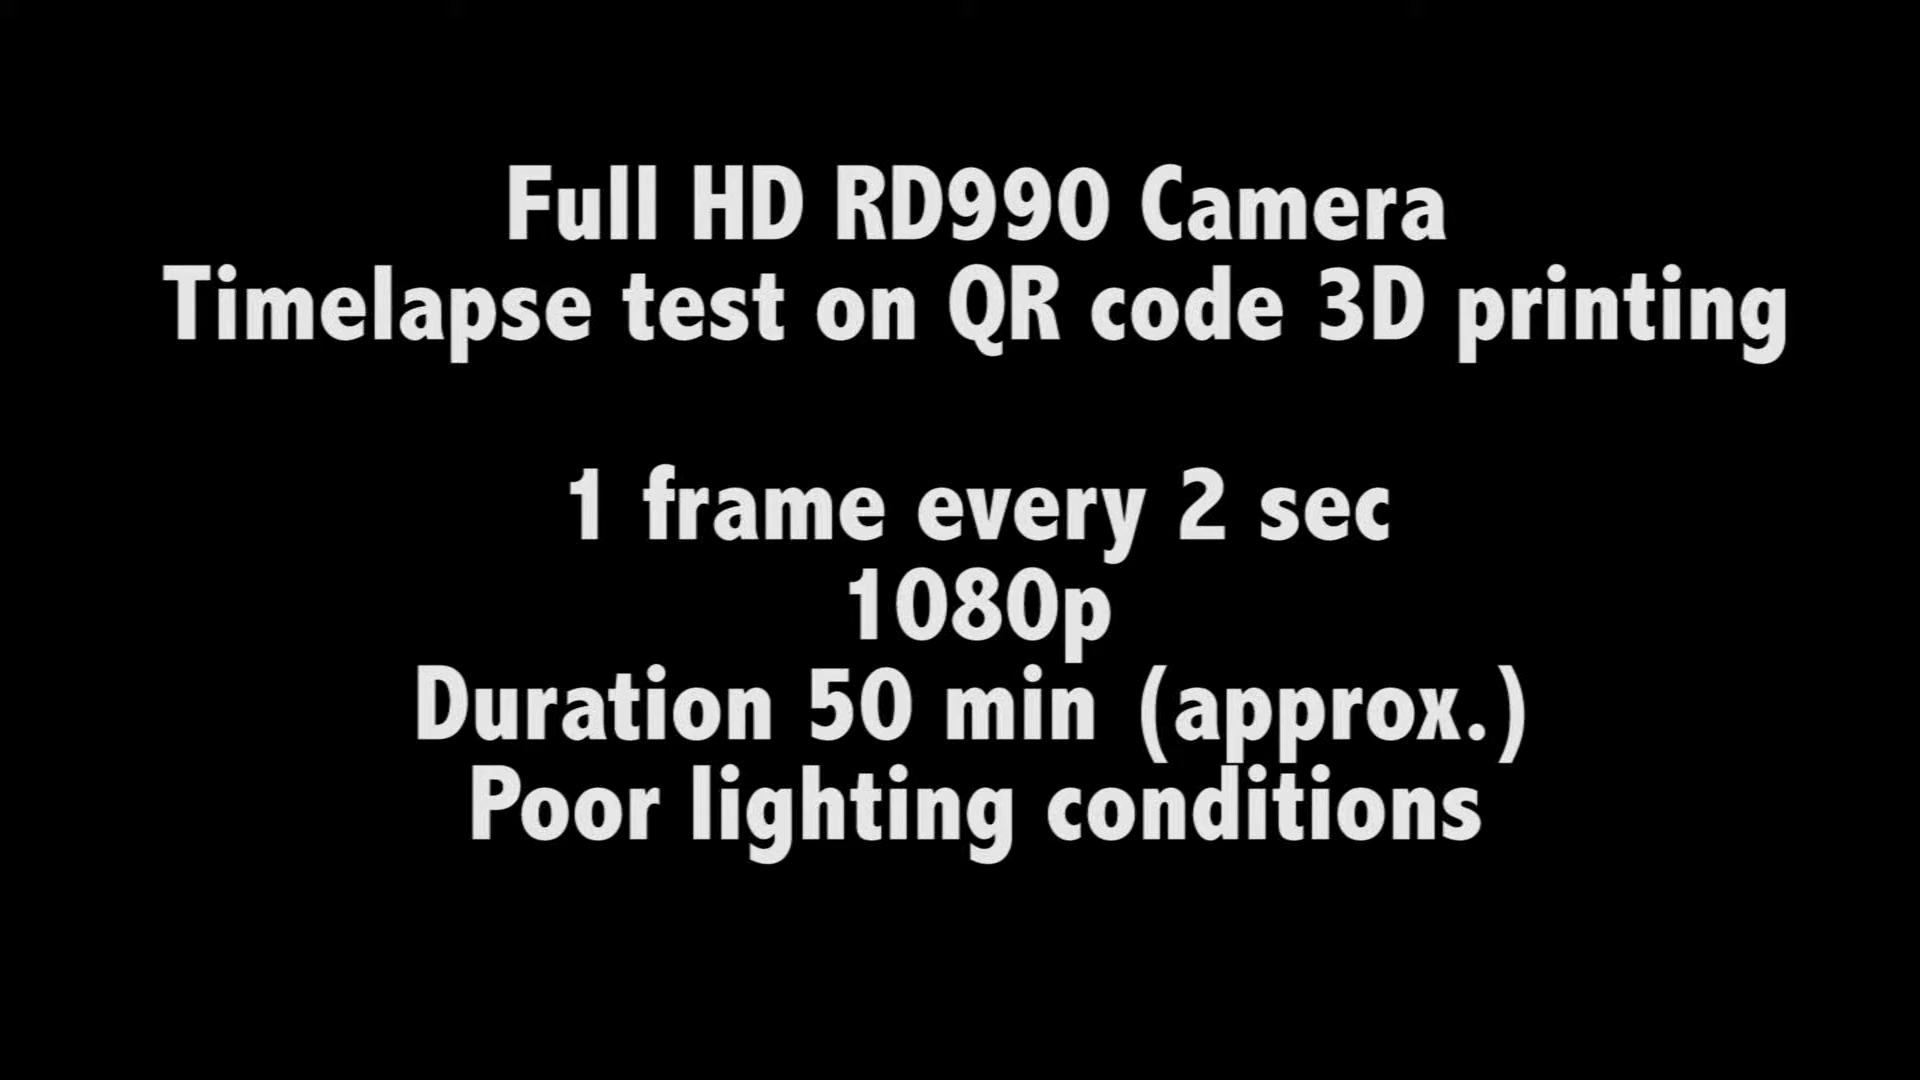 Full HD RD990 Camera
Timelapse test on QR code 3D printing
1 frame every 2 sec
1080p
Duration 50 min (approx.)
Poor lighting conditions